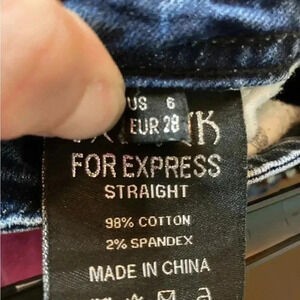 US 6
EUR 28
FOR EXPRESS
STRAIGHT
98% COTTON
2% SPANDEX
MADE IN CHINA